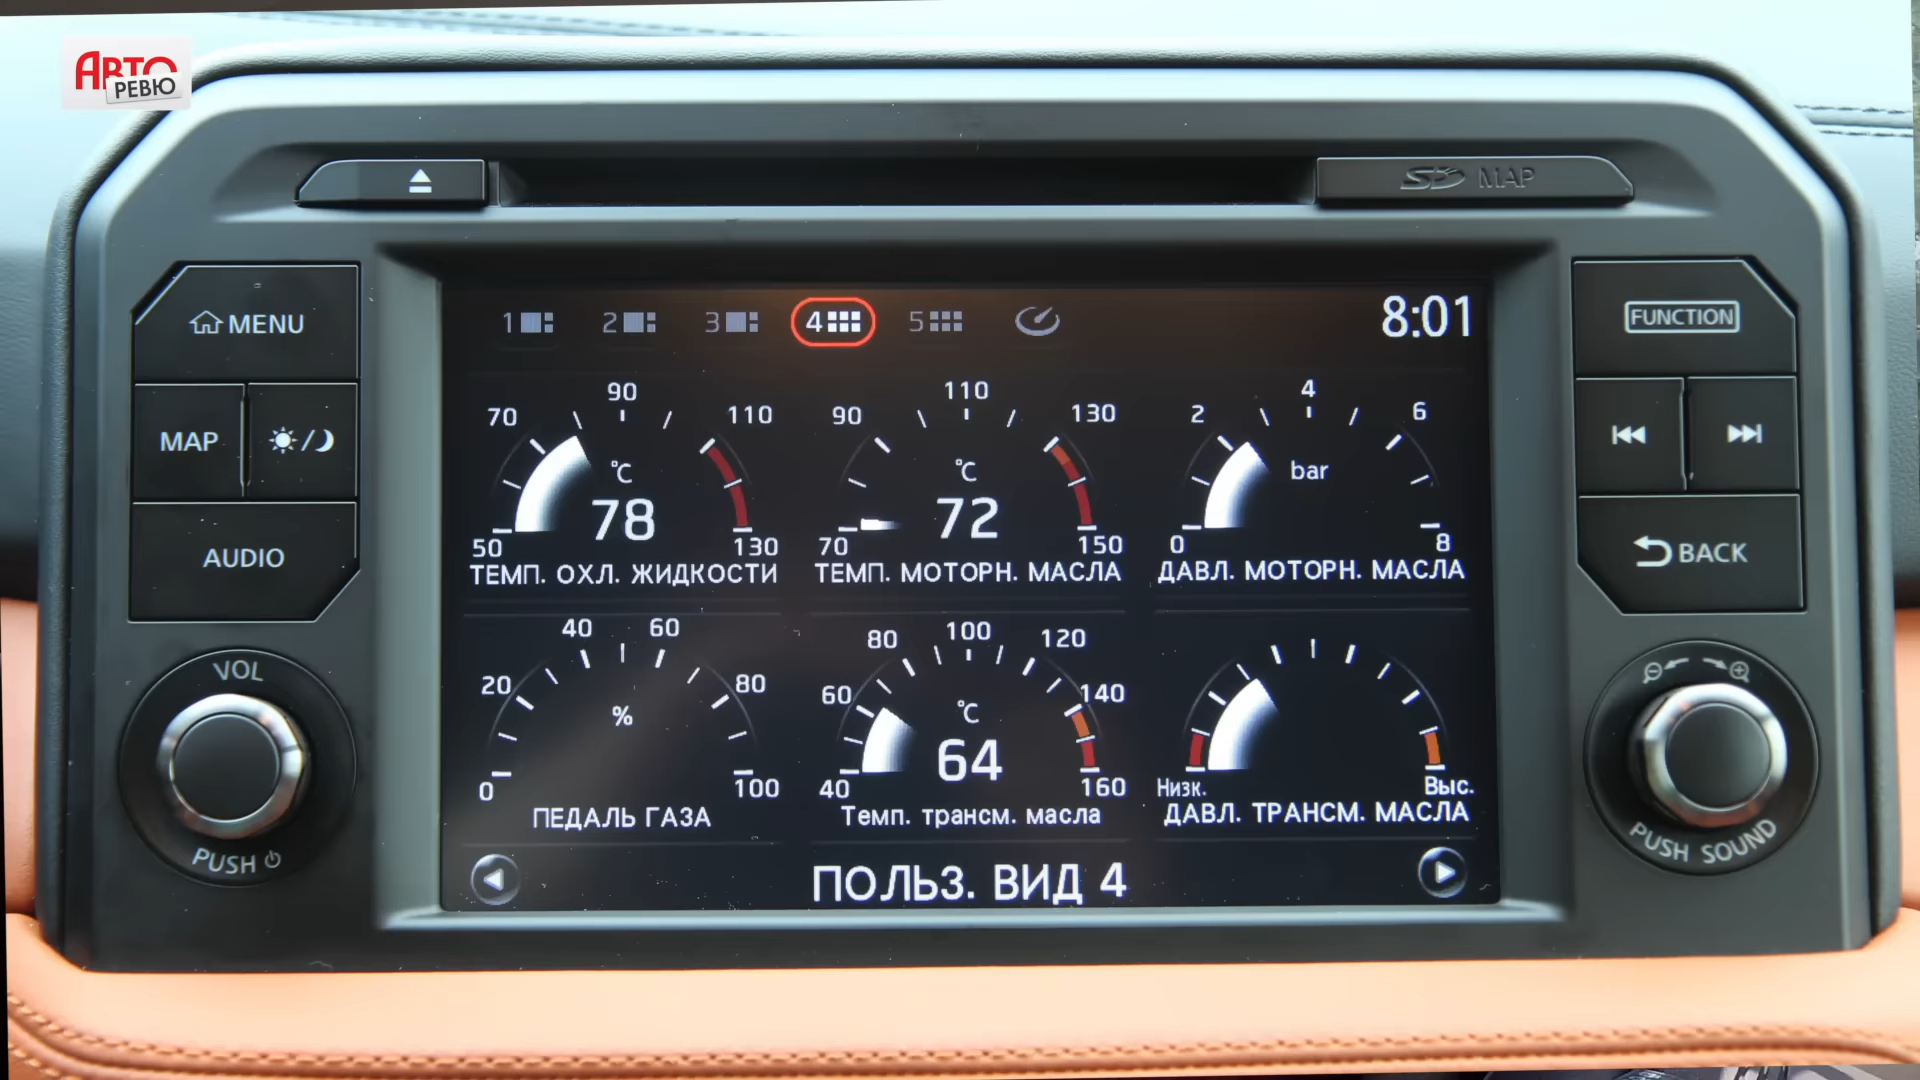 АВТО
РЕВЮ
SD MAP
MENU
MAP
AUDIO
VOL
PUSH
1
2
3
4
5
8:01
50
70
90
110
130
°C
78
ТЕМП. ОХЛ. ЖИДКОСТИ
70
90
110
130
150
°C
72
ТЕМП. МОТОРН. МАСЛА
0
2
4
6
8
bar
ДАВЛ. МОТОРН. МАСЛА
0
20
40
60
80
100
%
ПЕДАЛЬ ГАЗА
40
60
80
100
120
140
160
°C
64
Темп. трансм. масла
Низк.
Выс.
ДАВЛ. ТРАНСМ. МАСЛА
ПОЛЬЗ. ВИД 4
FUNCTION
BACK
PUSH SOUND